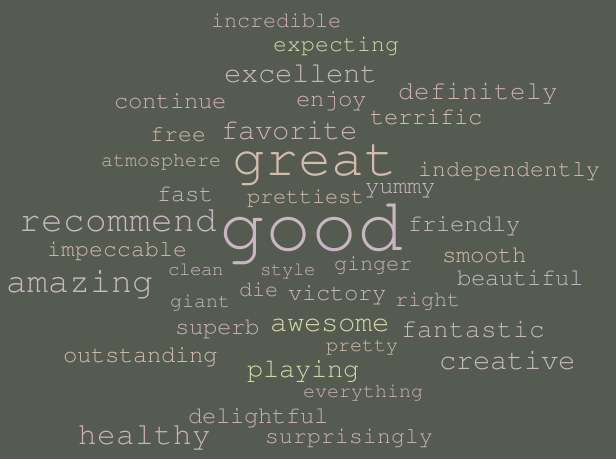 incredible
expecting
excellent
definitely
continue
enjoy
terrific
free
favorite
atmosphere
great
independently
fast
prettiest
yummy
recommend
good
friendly
impeccable
smooth
clean
style
ginger
beautiful
amazing
giant
die
victory
right
superb
awesome
fantastic
outstanding
pretty
playing
creative
everything
delightful
healthy
surprisingly